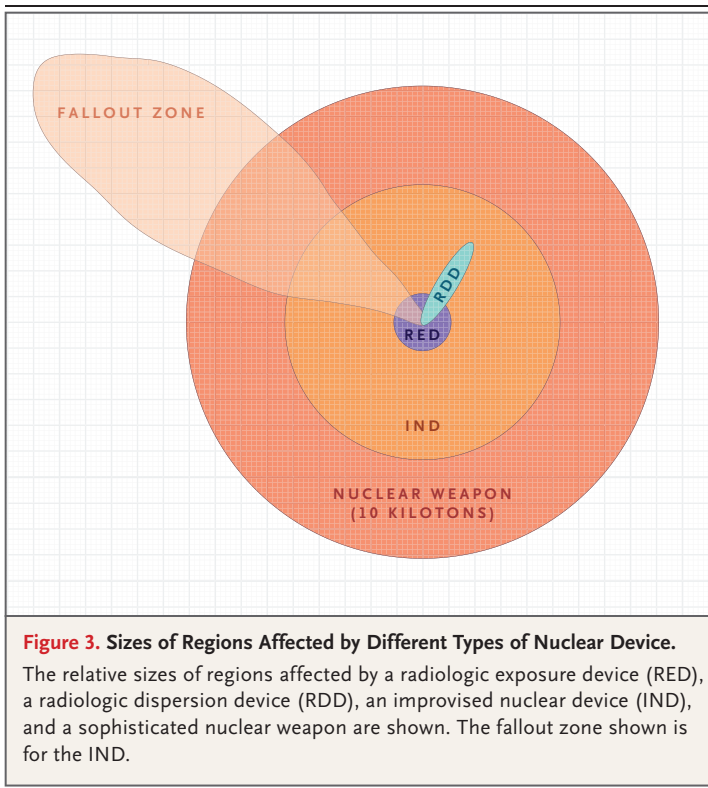 FALLOUT ZONE
RDD
RED
IND
NUCLEAR WEAPON
(10 KILOTONS)
Figure 3. Sizes of Regions Affected by Different Types of Nuclear Device.
The relative sizes of regions affected by a radiologic exposure device (RED),
a radiologic dispersion device (RDD), an improvised nuclear device (IND),
and a sophisticated nuclear weapon are shown. The fallout zone shown is
for the IND.